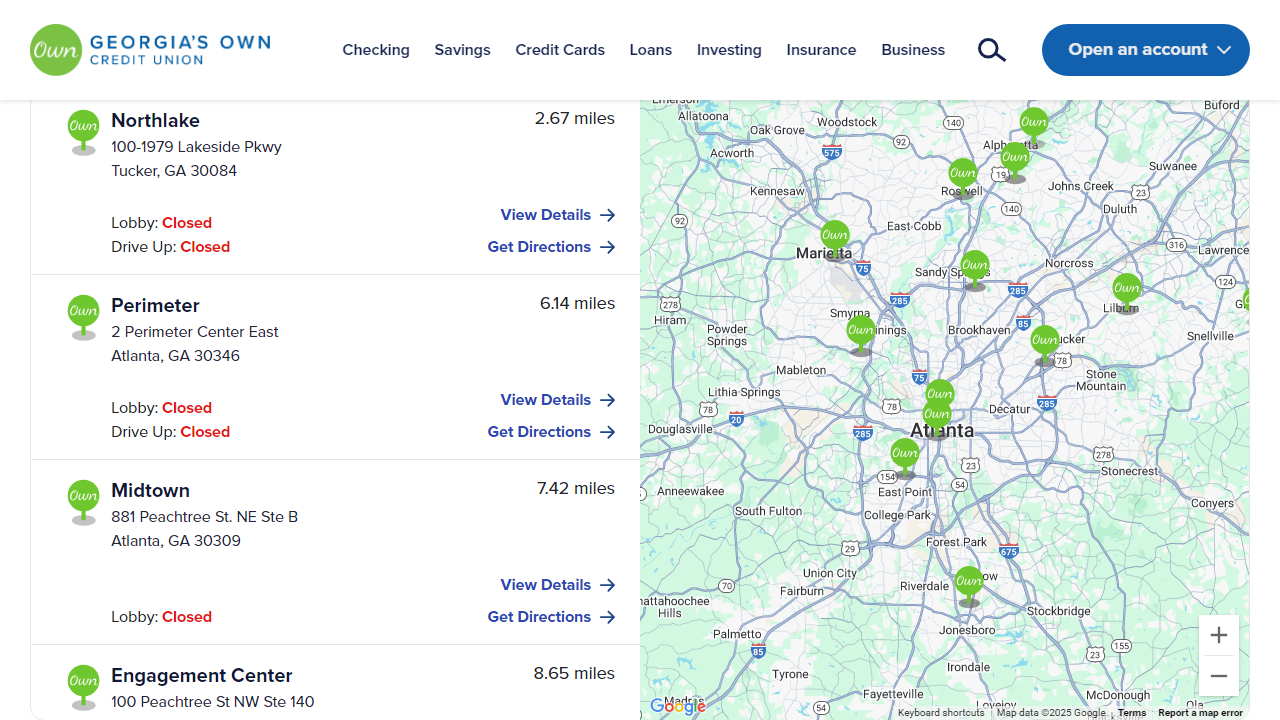 Own
GEORGIA'S OWN
CREDIT UNION
Checking
Savings
Credit Cards
Loans
Investing
Insurance
Business
Open an account
Own
Northlake
2.67 miles
100-1979 Lakeside Pkwy
Tucker, GA 30084
Lobby: Closed
View Details
Drive Up: Closed
Get Directions
Own
Perimeter
6.14 miles
2 Perimeter Center East
Atlanta, GA 30346
Lobby: Closed
View Details
Drive Up: Closed
Get Directions
Own
Midtown
7.42 miles
881 Peachtree St. NE Ste B
Atlanta, GA 30309
View Details
Lobby: Closed
Get Directions
Own
Engagement Center
8.65 miles
100 Peachtree St NW Ste 140
Emerson
Buford
Allatoona
Woodstock
140
Own
Oak Grove
92
575
Acworth
Own
Suwanee
Own
19
Kennesaw
Roswell
Johns Creek
23
92
140
Duluth
East Cobb
Own
316
Marietta
Lawrence
75
Own
Sandy Springs
Norcross
124
285
285
Own
278
Lilburn
Hiram
Smyrna
85
Powder
Springs
Own
Brookhaven
Own
Snellville
78
Mableton
75
Stone
Mountain
Lithia Springs
Own
285
78
78
20
Own
Decatur
Douglasville
285
Atlanta
Own
278
23
154
Stonecrest
54
Anneewakee
East Point
Conyers
South Fulton
College Park
Forest Park
29
675
Union City
Own
70
Riverdale
Fairburn
hattahoochee
Hills
Stockbridge
Palmetto
Jonesboro
85
155
23
Irondale
Tyrone
Fayetteville
McDonough
54
Lovejoy
Google
Keyboard shortcuts
Map data ©2025 Google
Terms
Report a map error